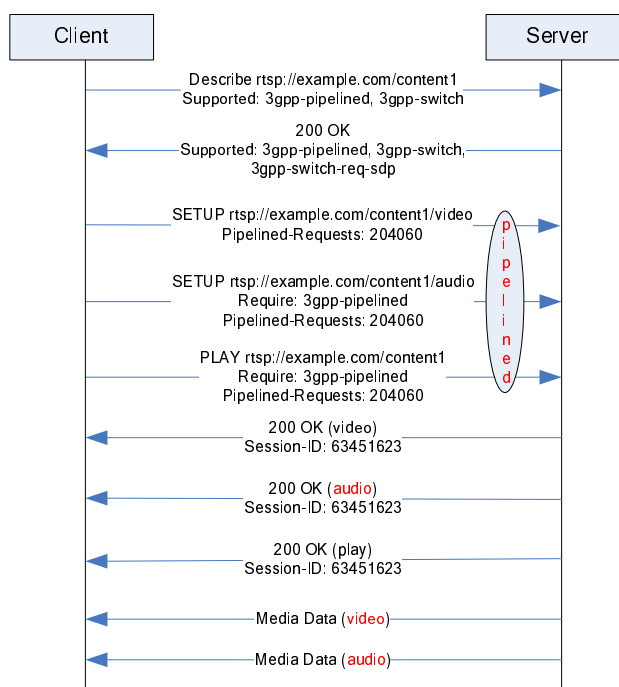 Client
Server
Describe rtsp://example.com/content1
Supported: 3gpp-pipelined, 3gpp-switch
200 OK
Supported: 3gpp-pipelined, 3gpp-switch,
3gpp-switch-req-sdp
SETUP rtsp://example.com/content1/video
Pipelined-Requests: 204060
SETUP rtsp://example.com/content1/audio
Require: 3gpp-pipelined
Pipelined-Requests: 204060
PLAY rtsp://example.com/content1
Require: 3gpp-pipelined
Pipelined-Requests: 204060
pipelined
200 OK (video)
Session-ID: 63451623
200 OK (audio)
Session-ID: 63451623
200 OK (play)
Session-ID: 63451623
Media Data (video)
Media Data (audio)